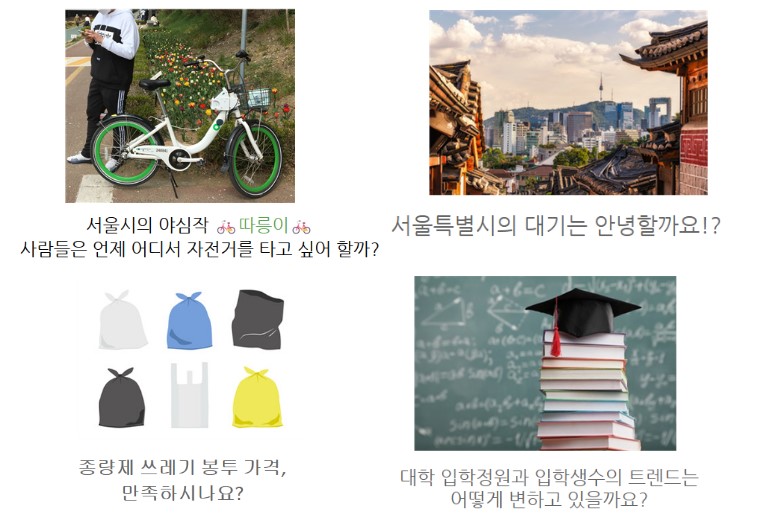 서울시의 야심작 🚲 따릉이 🚲
사람들은 언제 어디서 자전거를 타고 싶어 할까?
서울특별시의 대기는 안녕할까요!?
종량제 쓰레기 봉투 가격,
만족하시나요?
대학 입학정원과 입학생수의 트렌드는
어떻게 변하고 있을까요?